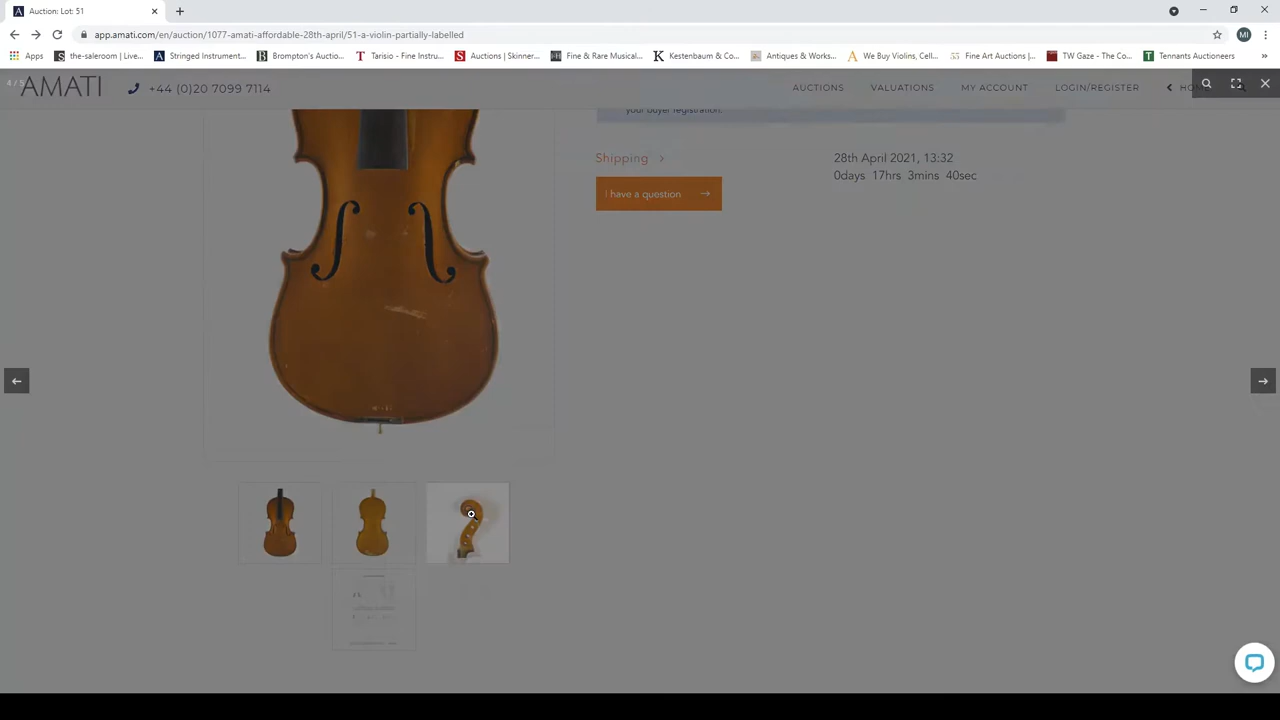 Auction: Lot: 51
app.amati.com/en/auction/1077-amati-affordable-28th-april/51-a-violin-partially-labelled
MI
Apps
the-saleroom | Live...
Stringed Instrument...
Brompton's Auctio...
Tarisio - Fine Instru...
Auctions | Skinner...
Fine & Rare Musical...
Kestenbaum & Co...
Antiques & Works...
We Buy Violins, Cell...
Fine Art Auctions |...
TW Gaze - The Co...
Tennants Auctioneers
»
4 / 5
AMATI
+44 (0)20 7099 7114
AUCTIONS
VALUATIONS
MY ACCOUNT
LOGIN/REGISTER
your buyer registration.
Shipping
28th April 2021, 13:32
0days 17hrs 3mins 40sec
I have a question